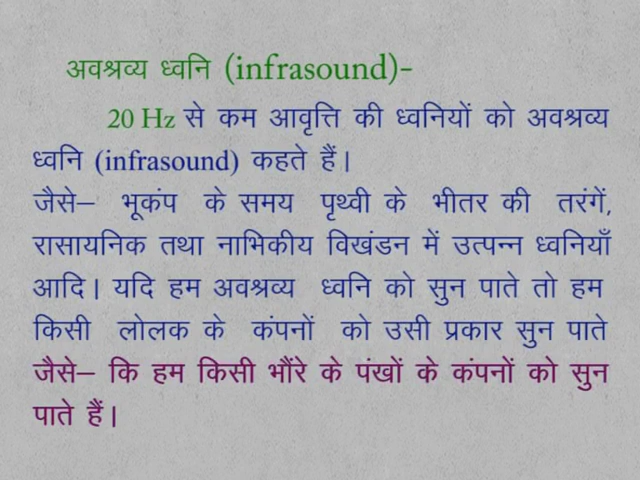 अवश्रव्य ध्वनि (infrasound)-
20 Hz से कम आवृत्ति की ध्वनियों को अवश्रव्य
ध्वनि (infrasound) कहते हैं।
जैसे– भूकंप के समय पृथ्वी के भीतर की तरंगें,
रासायनिक तथा नाभिकीय विखंडन में उत्पन्न ध्वनियाँ
आदि। यदि हम अवश्रव्य ध्वनि को सुन पाते तो हम
किसी लोलक के कंपनों को उसी प्रकार सुन पाते
जैसे– कि हम किसी भौंरे के पंखों के कंपनों को सुन
पाते हैं।